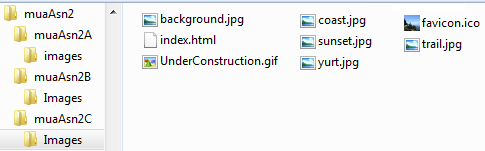 muaAsn2
muaAsn2A
images
muaAsn2B
Images
muaAsn2C
Images
background.jpg
index.html
UnderConstruction.gif
coast.jpg
sunset.jpg
yurt.jpg
favicon.ico
trail.jpg